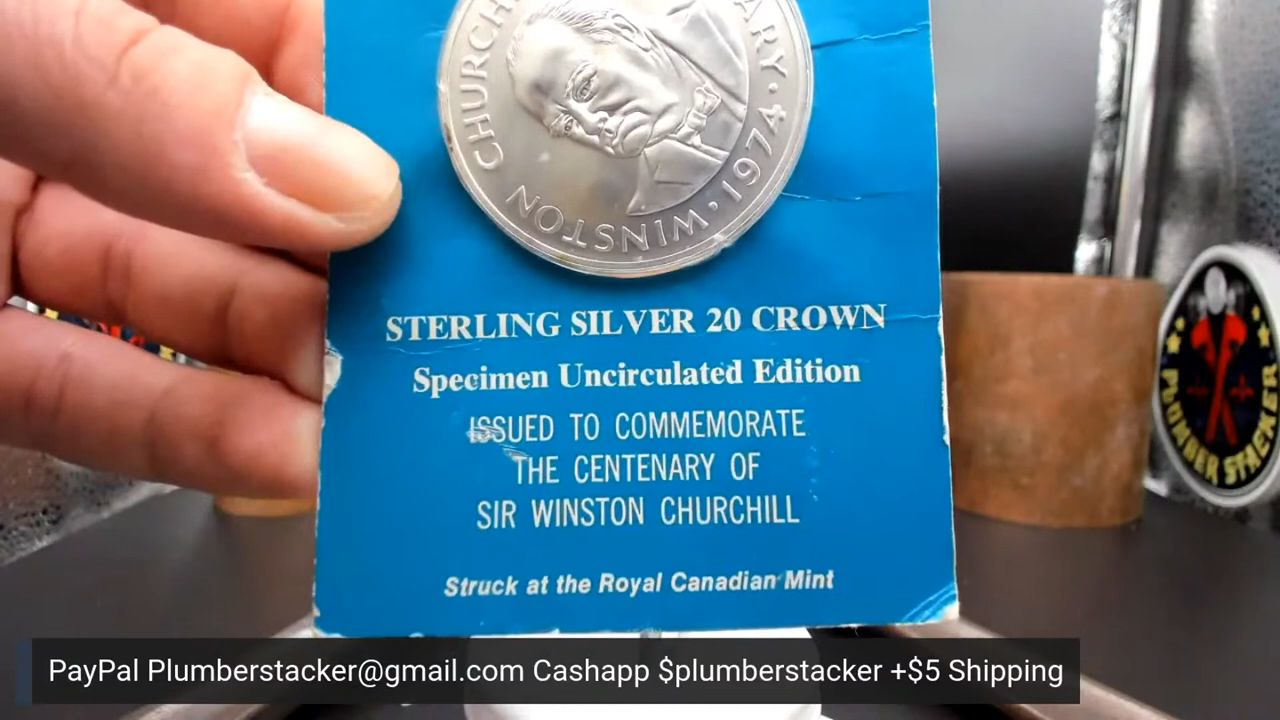 CHURCH
ARY · 1974
WINSTON
STERLING SILVER 20 CROWN
Specimen Uncirculated Edition
ISSUED TO COMMEMORATE
THE CENTENARY OF
SIR WINSTON CHURCHILL
Struck at the Royal Canadian Mint
PLUMBER STACKER
PayPal Plumberstacker@gmail.com Cashapp $plumberstacker +$5 Shipping